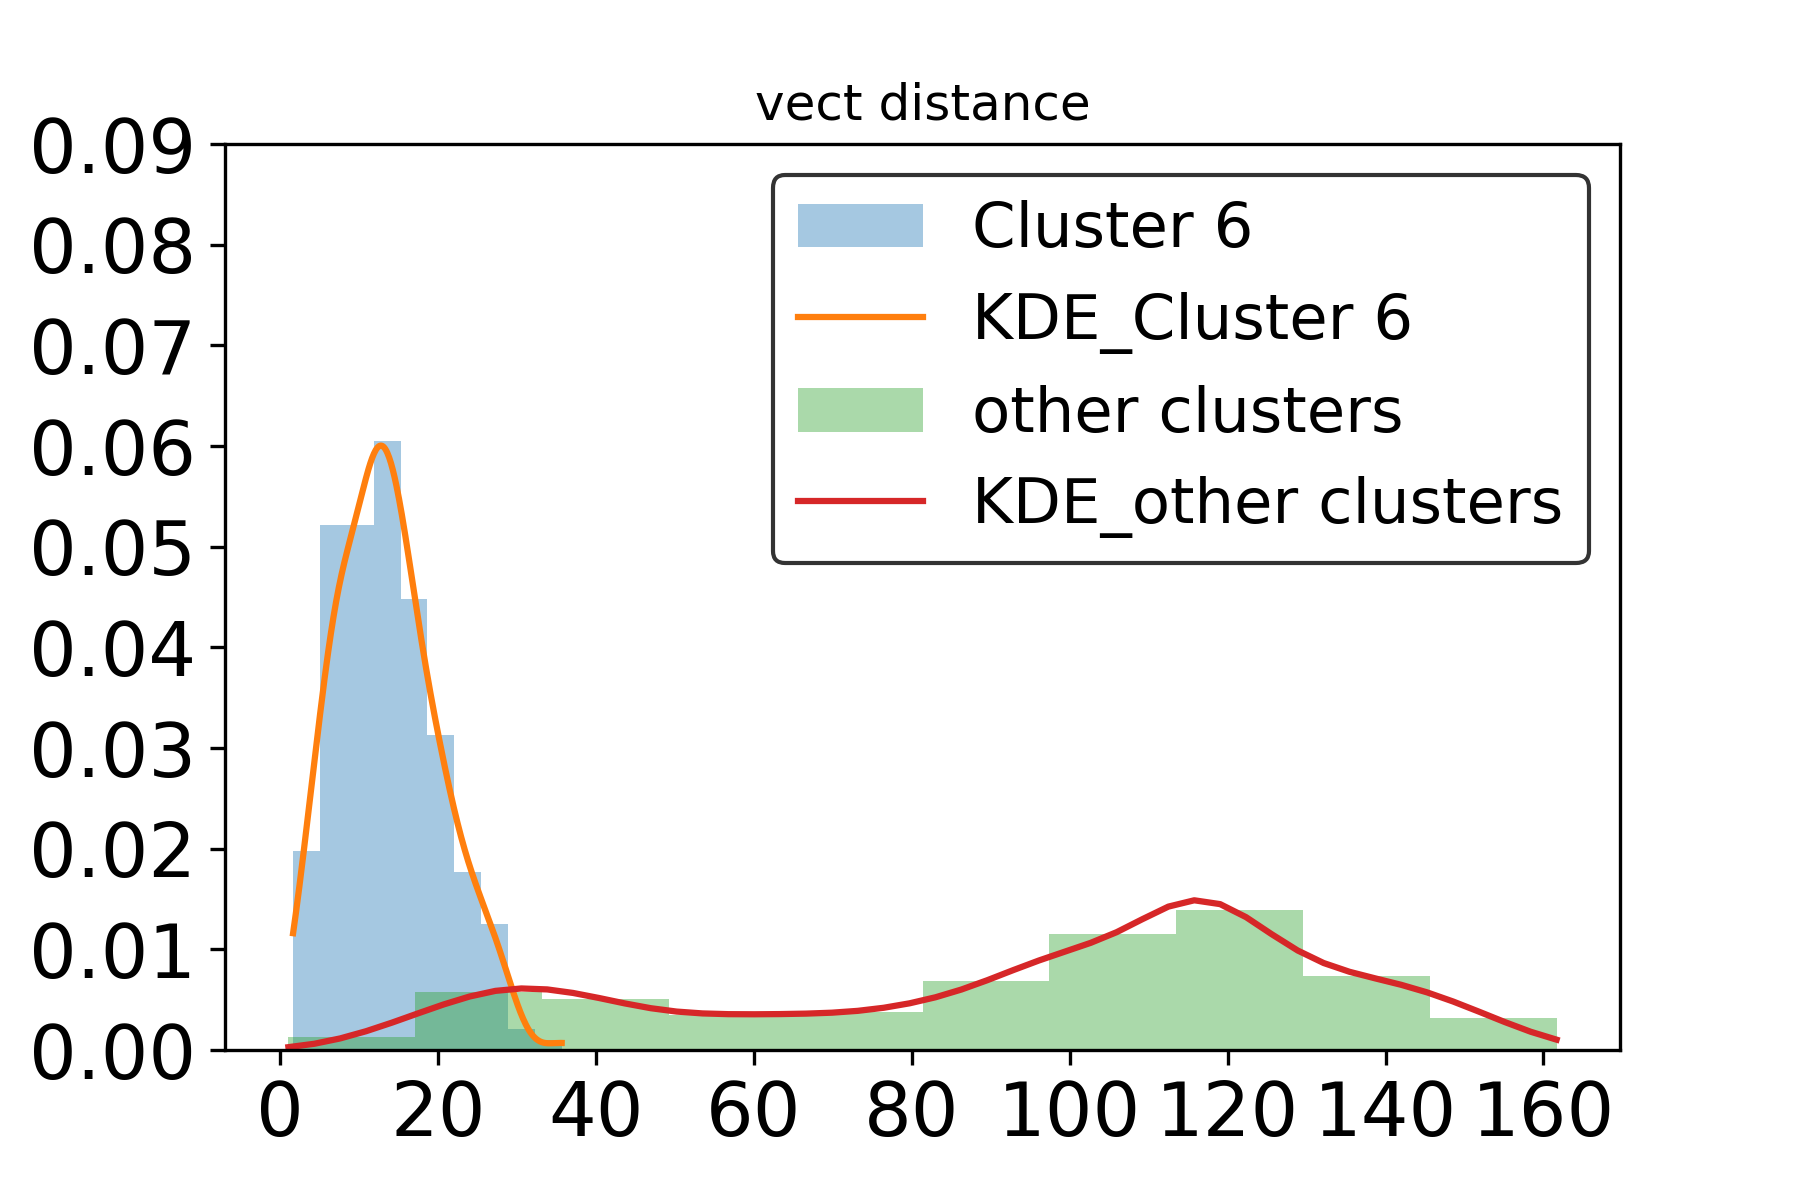 vect distance
0.09
0.08
0.07
0.06
0.05
0.04
0.03
0.02
0.01
0.00
Cluster 6
KDE_Cluster 6
other clusters
KDE_other clusters
0 20 40 60 80 100 120 140 160